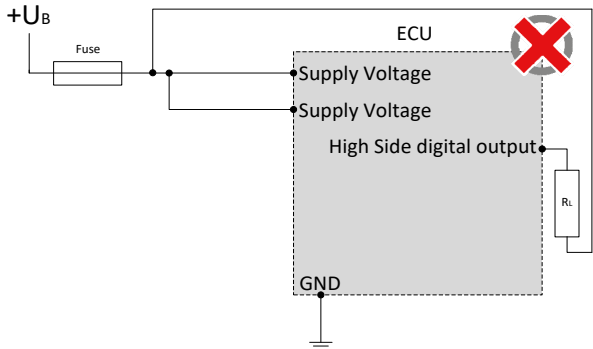 +UB
Fuse
ECU
Supply Voltage
Supply Voltage
High Side digital output
RL
GND